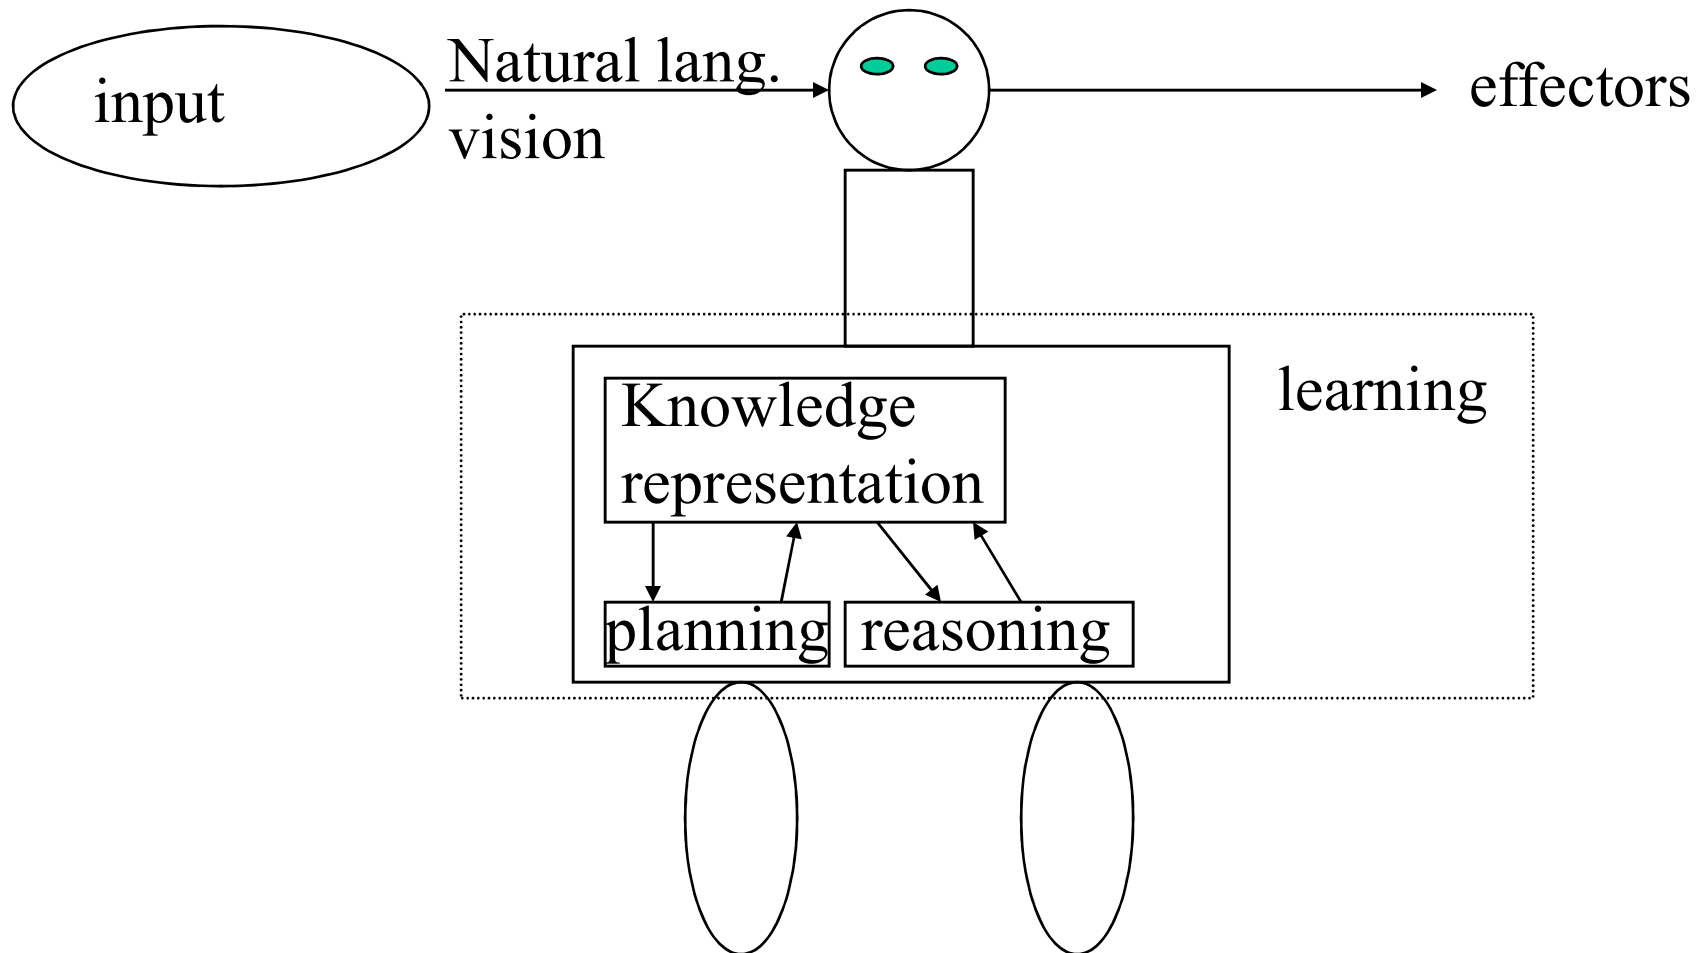 input
Natural lang.
vision
effectors
learning
Knowledge
representation
planning
reasoning